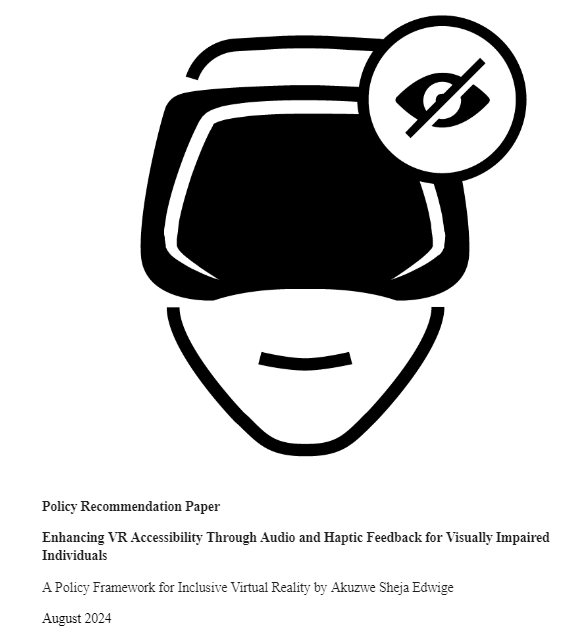 Policy Recommendation Paper
Enhancing VR Accessibility Through Audio and Haptic Feedback for Visually Impaired
Individuals
A Policy Framework for Inclusive Virtual Reality by Akuzwe Sheja Edwige
August 2024